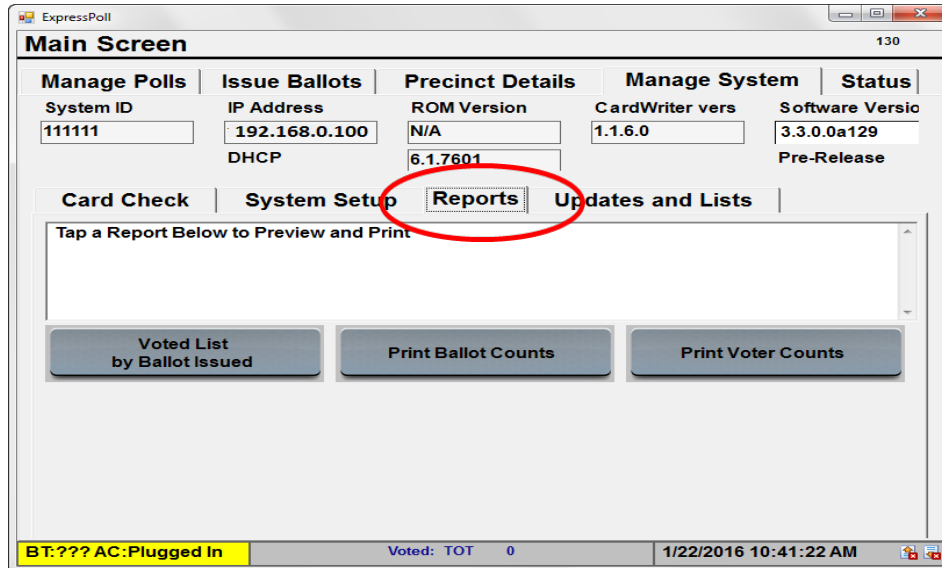 ExpressPoll
Main Screen 130
Manage Polls Issue Ballots Precinct Details Manage System Status
System ID IP Address ROM Version CardWriter vers Software Versio
111111 192.168.0.100 N/A 1.1.6.0 3.3.0.0a129
DHCP 6.1.7601 Pre-Release
Card Check System Setup Reports Updates and Lists
Tap a Report Below to Preview and Print
Voted List
by Ballot Issued
Print Ballot Counts
Print Voter Counts
BT:??? AC:Plugged In Voted: TOT 0 1/22/2016 10:41:22 AM